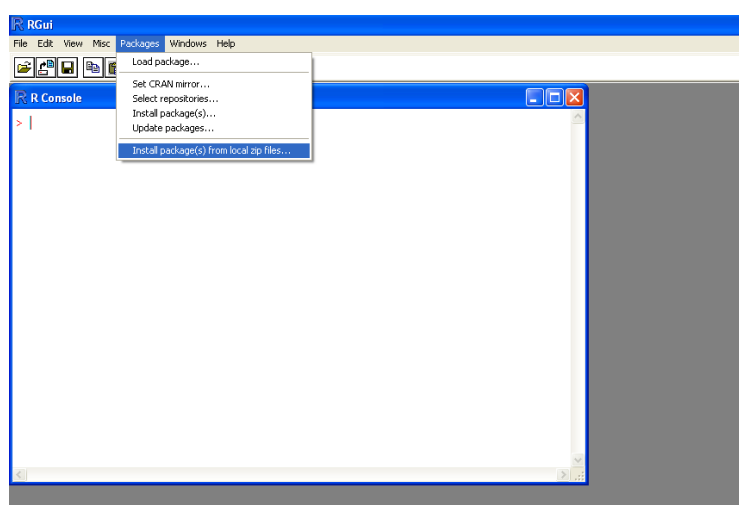 RGui
File Edit View Misc Packages Windows Help
Load package...
Set CRAN mirror...
Select repositories...
Install package(s)...
Update packages...
Install package(s) from local zip files...
R Console
>